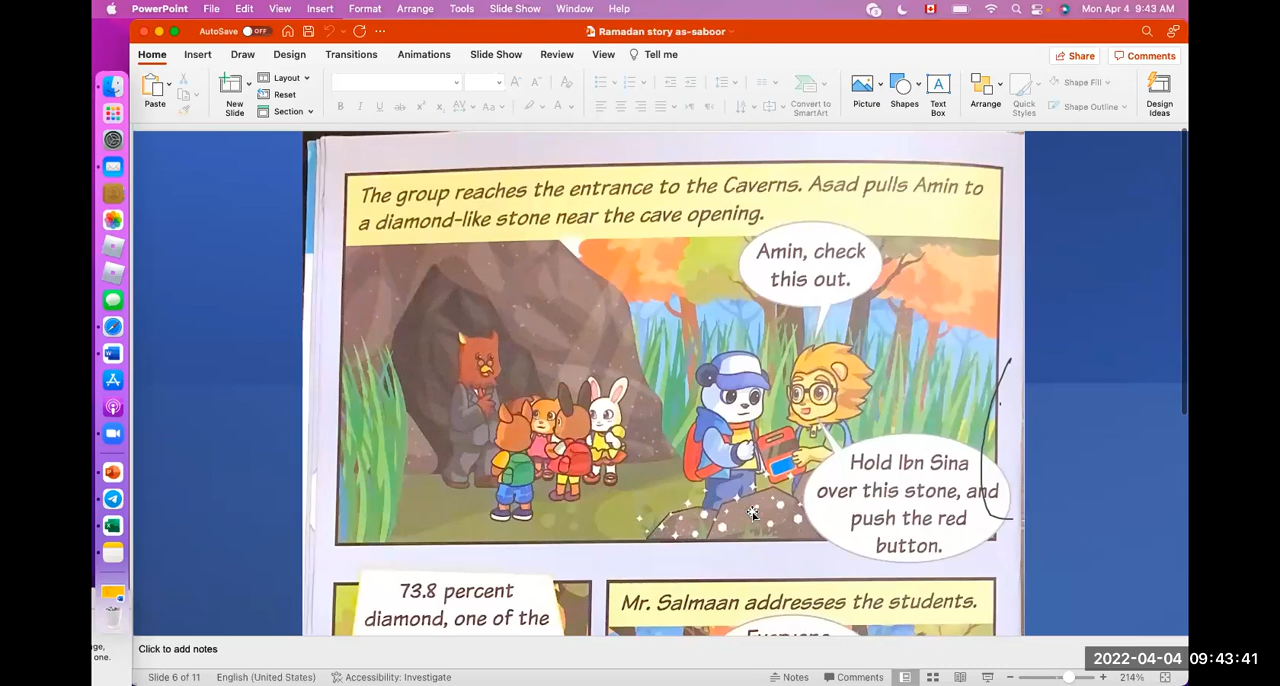 PowerPoint File Edit View Insert Format Arrange Tools Slide Show Window Help Mon Apr 4 9:43 AM
AutoSave OFF Ramadan story as-saboor
Home Insert Draw Design Transitions Animations Slide Show Review View Tell me Share Comments
Paste
New
Slide
Layout
Reset
Section
Convert to
SmartArt
Picture
Shapes
Text
Box
Arrange
Quick
Styles
Shape Fill
Shape Outline
Design
Ideas
The group reaches the entrance to the Caverns. Asad pulls Amin to
a diamond-like stone near the cave opening.
Amin, check
this out.
Hold Ibn Sina
over this stone, and
push the red
button.
73.8 percent
diamond, one of the
Mr. Salmaan addresses the students.
Everyone
Click to add notes
2022-04-04 09:43:41
Slide 6 of 11 English (United States) Accessibility: Investigate Notes Comments 214%